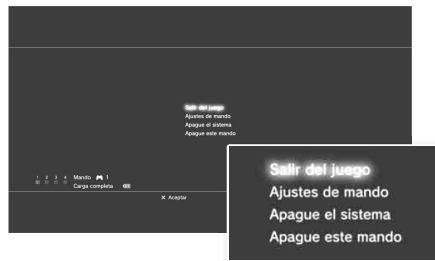 Salir del juego
Ajustes de mando
Apague el sistema
Apague este mando
1 2 3 4 Mando 1
Carga completa
X Aceptar
Salir del juego
Ajustes de mando
Apague el sistema
Apague este mando